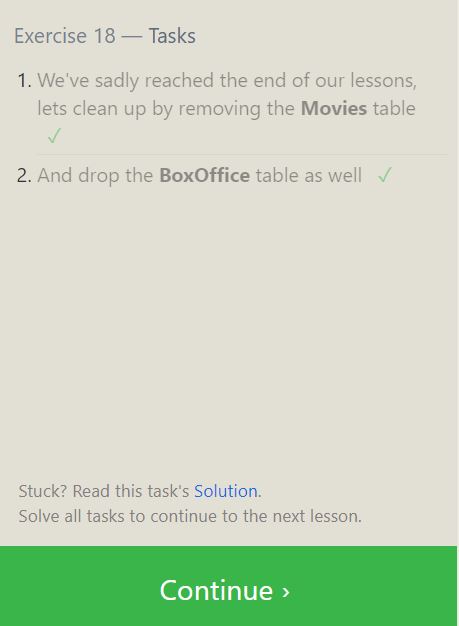 Exercise 18 — Tasks
1. We've sadly reached the end of our lessons,
lets clean up by removing the Movies table
✓
2. And drop the BoxOffice table as well ✓
Stuck? Read this task's Solution.
Solve all tasks to continue to the next lesson.
Continue ›